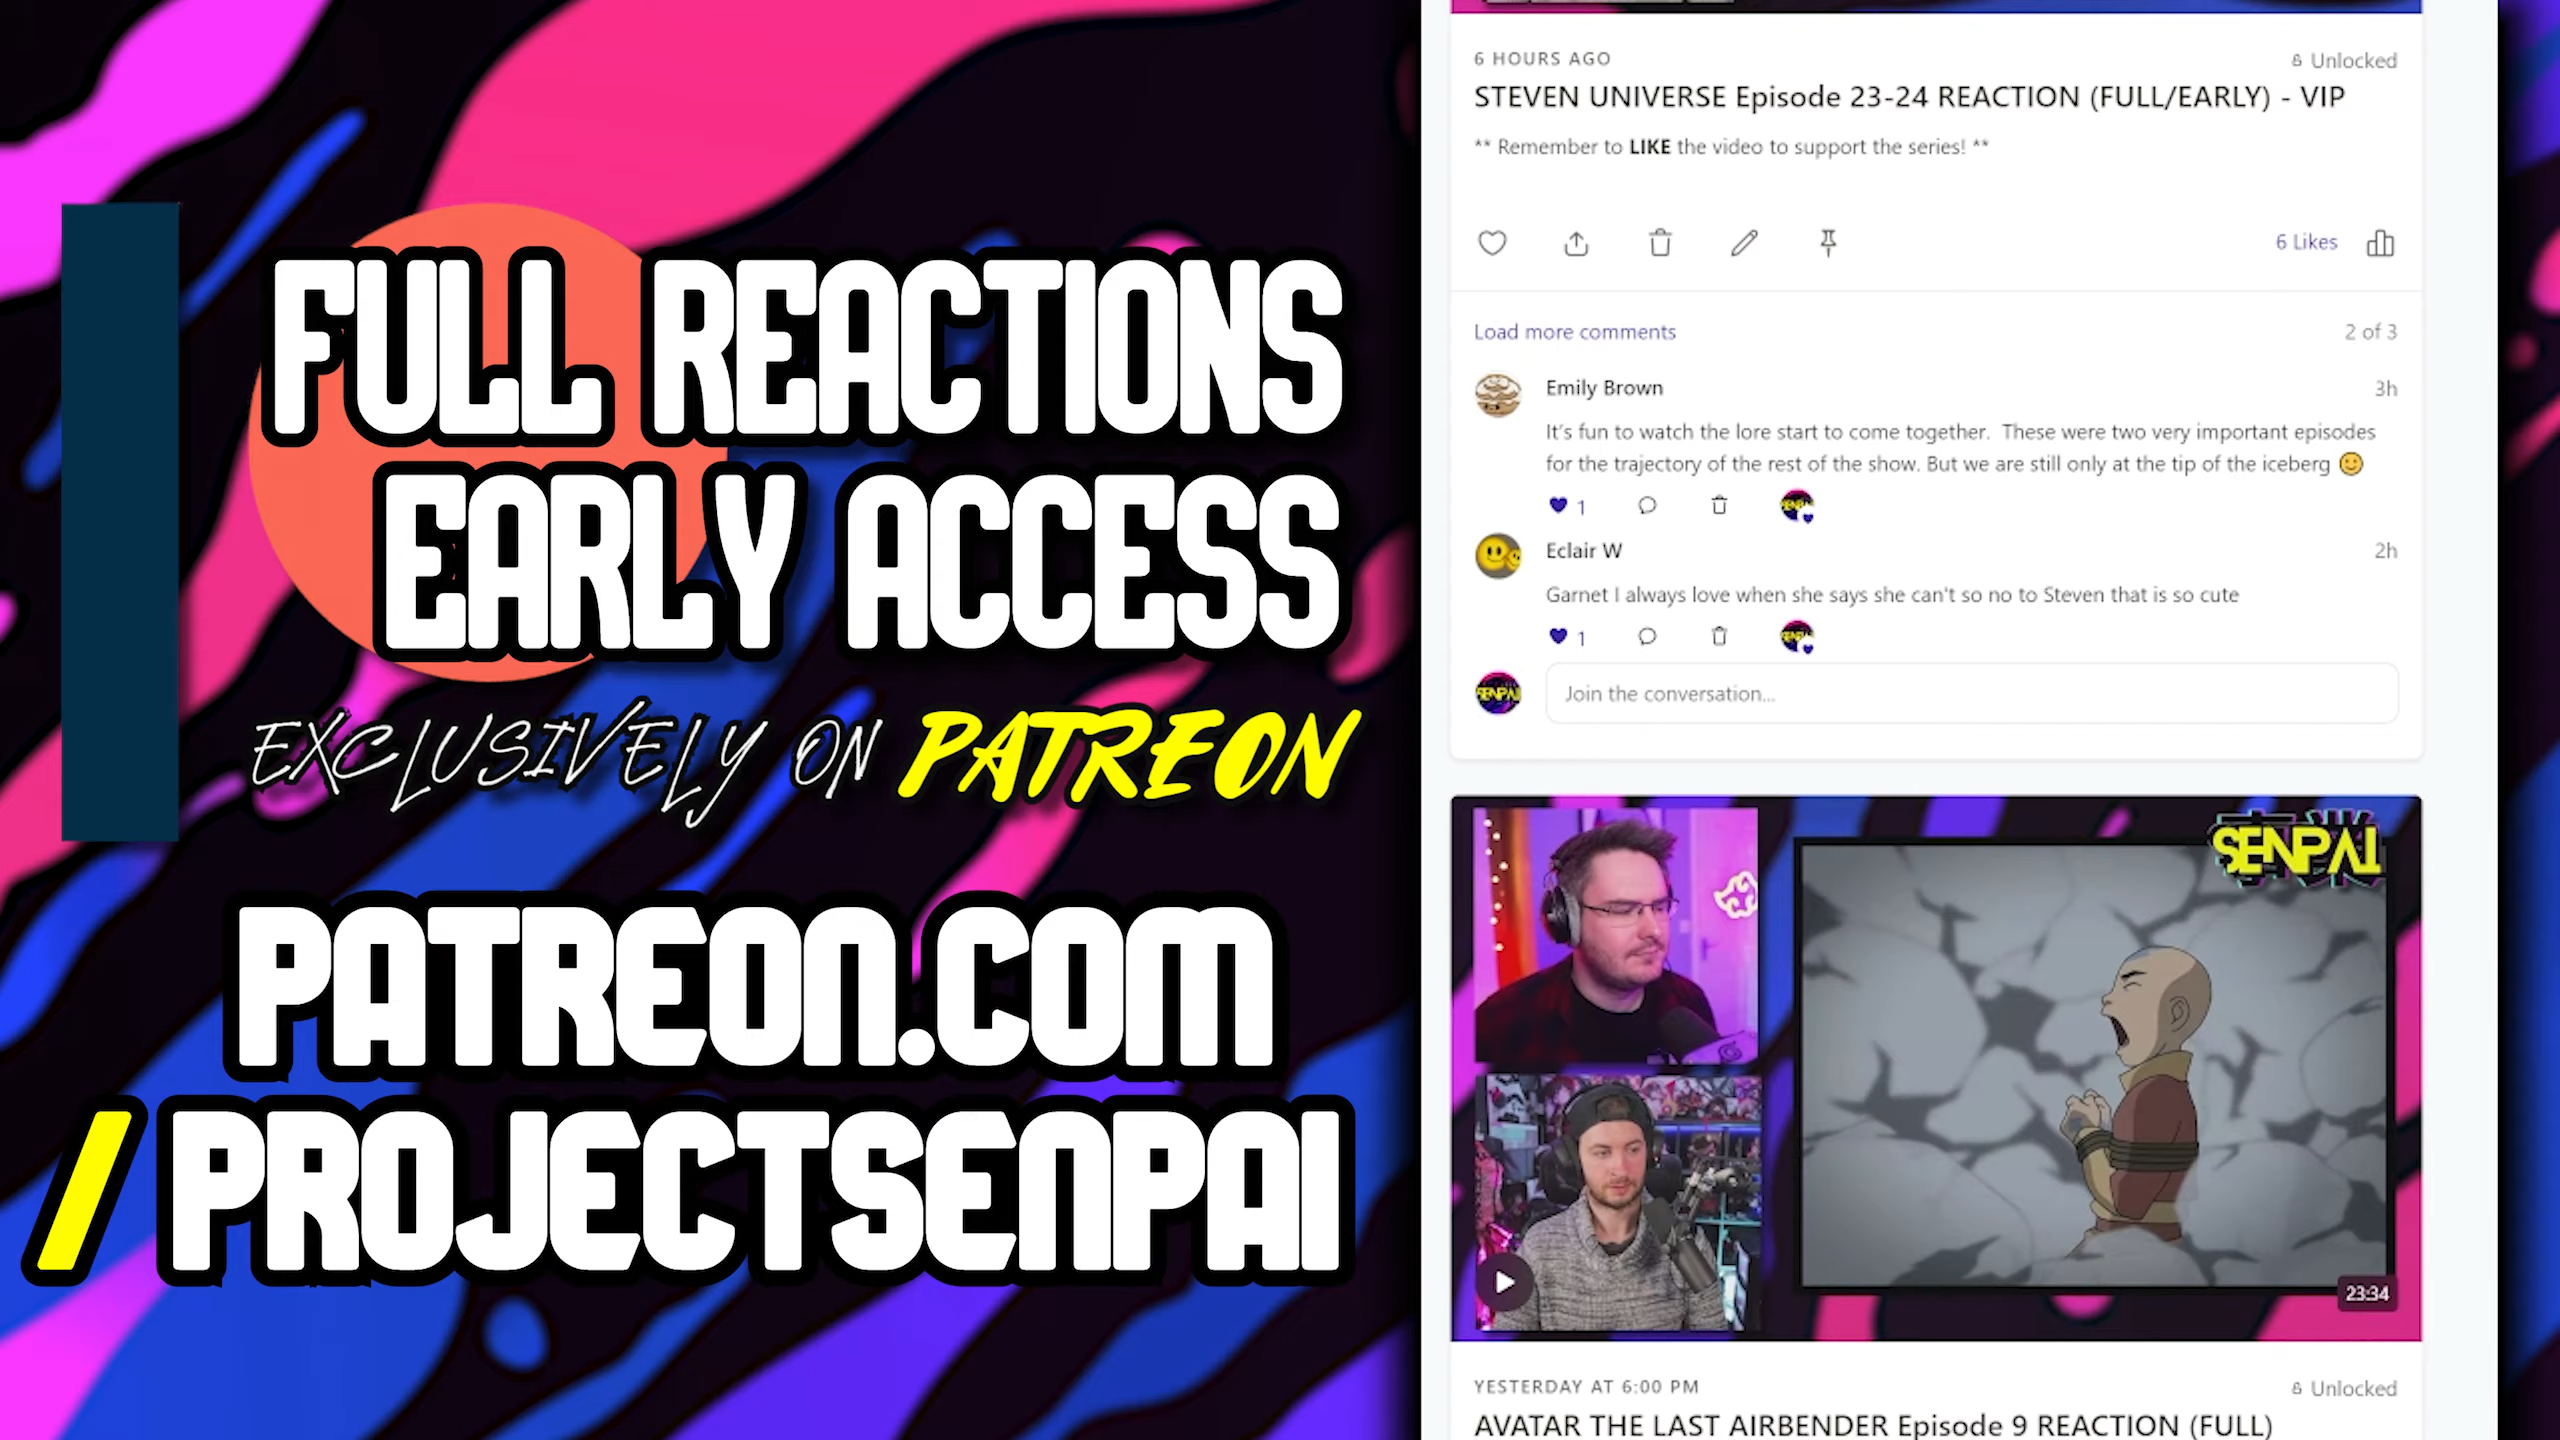 FULL REACTIONS
EARLY ACCESS
EXCLUSIVELY ON PATREON
PATREON.COM
/PROJECTSENPAI
6 HOURS AGO
Unlocked
STEVEN UNIVERSE Episode 23-24 REACTION (FULL/EARLY) - VIP
** Remember to LIKE the video to support the series! **
6 Likes
Load more comments
2 of 3
Emily Brown
3h
It's fun to watch the lore start to come together. These were two very important episodes
for the trajectory of the rest of the show. But we are still only at the tip of the iceberg 🙂
1
Eclair W
2h
Garnet I always love when she says she can't so no to Steven that is so cute
1
SENPAI
Join the conversation...
SENPAI
23:34
YESTERDAY AT 6:00 PM
Unlocked
AVATAR THE LAST AIRBENDER Episode 9 REACTION (FULL)